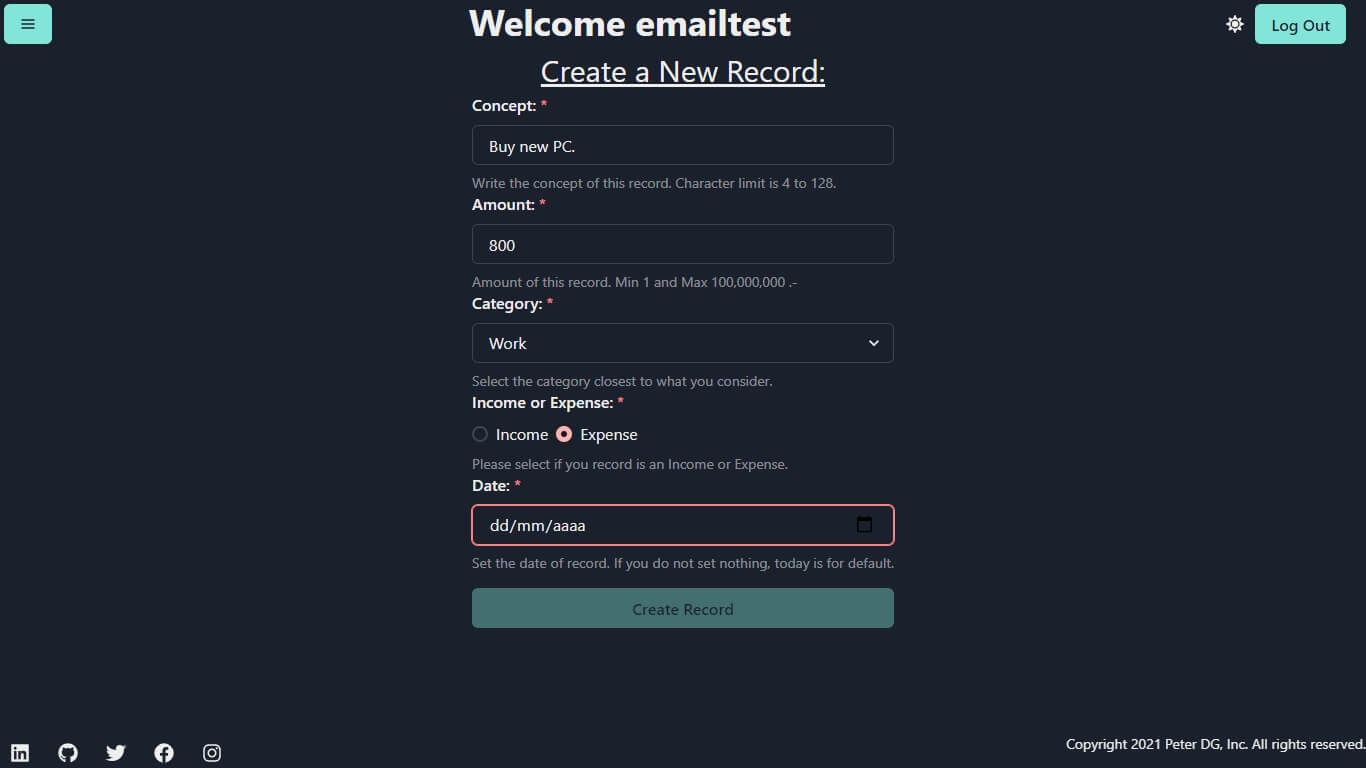 Welcome emailtest
Log Out
Create a New Record:
Concept: *
Buy new PC.
Write the concept of this record. Character limit is 4 to 128.
Amount: *
800
Amount of this record. Min 1 and Max 100,000,000 .-
Category: *
Work
Select the category closest to what you consider.
Income or Expense: *
Income Expense
Please select if you record is an Income or Expense.
Date: *
dd/mm/aaaa
Set the date of record. If you do not set nothing, today is for default.
Create Record
Copyright 2021 Peter DG, Inc. All rights reserved.